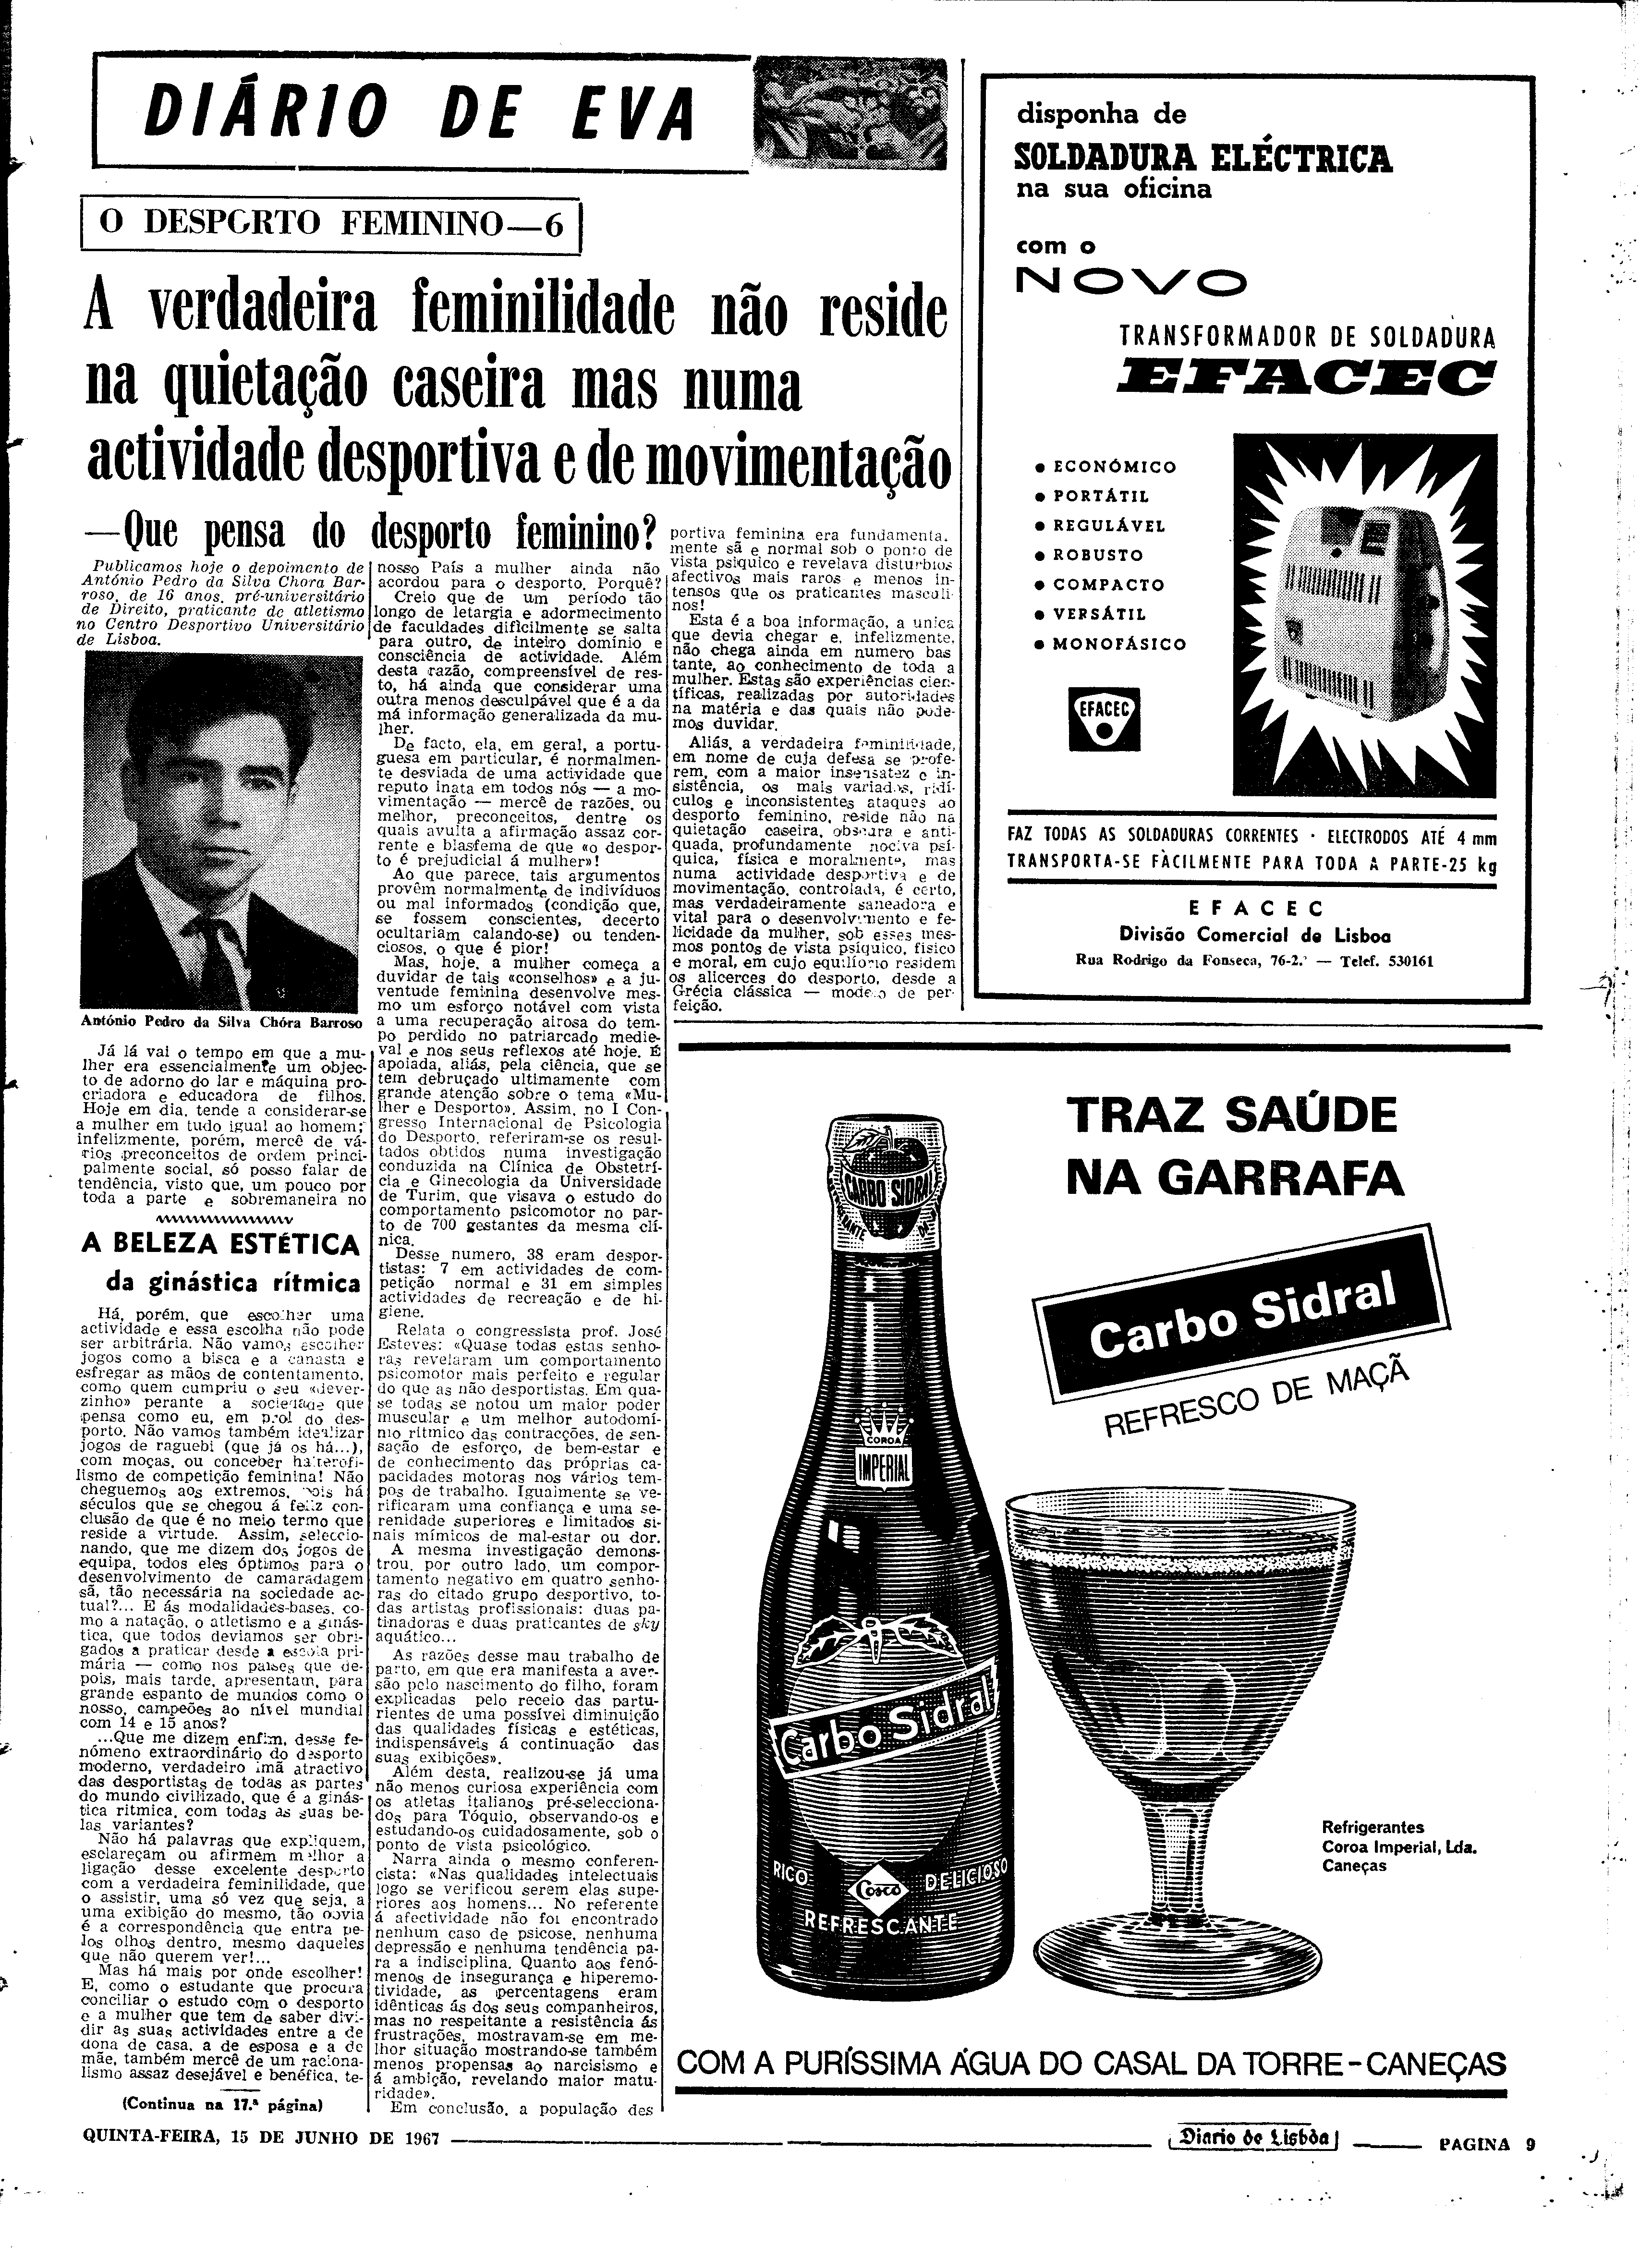 DIÁRIO DE EVA
O DESPORTO FEMININO—6
A verdadeira feminilidade não reside
na quietação caseira mas numa
actividade desportiva e de movimentação
—Que pensa do desporto feminino?
Publicamos hoje o depoimento de
António Pedro da Silva Chora Bar-
roso, de 16 anos, pré-universitário
de Direito, praticante de atletismo
no Centro Desportivo Universitário
de Lisboa.
António Pedro da Silva Chóra Barroso
Já lá vai o tempo em que a mu-
lher era essencialmente um objec-
to de adorno do lar e máquina pro-
criadora e educadora de filhos.
Hoje em dia, tende a considerar-se
a mulher em tudo igual ao homem;
infelizmente, porém, mercê de vá-
rios preconceitos de ordem princi-
palmente social, só posso falar de
tendência, visto que, um pouco por
toda a parte e sobremaneira no
nosso País a mulher ainda não
acordou para o desporto. Porquê?
Creio que de um período tão
longo de letargia e adormecimento
de faculdades dificilmente se salta
para outro, de inteiro domínio e
consciência de actividade. Além
desta razão, compreensível de res-
to, há ainda que considerar uma
outra menos desculpável que é a da
má informação generalizada da mu-
lher.
De facto, ela, em geral, a portu-
guesa em particular, é normalmen-
te desviada de uma actividade que
reputo inata em todos nós — a mo-
vimentação — mercê de razões, ou
melhor, preconceitos, dentre os
quais avulta a afirmação assaz cor-
rente e blasfema de que «o despor-
to é prejudicial á mulher»!
Ao que parece, tais argumentos
provêm normalmente de indivíduos
ou mal informados (condição que,
se fossem conscientes, decerto
ocultariam calando-se) ou tenden-
ciosos, o que é pior!
Mas, hoje, a mulher começa a
duvidar de tais «conselhos» e a ju-
ventude feminina desenvolve mes-
mo um esforço notável com vista
a uma recuperação airosa do tem-
po perdido no patriarcado medie-
val e nos seus reflexos até hoje. É
apoiada, aliás, pela ciência, que se
tem debruçado ultimamente com
grande atenção sobre o tema «Mu-
lher e Desporto». Assim, no I Con-
gresso Internacional de Psicologia
do Desporto, referiram-se os resul-
tados obtidos numa investigação
conduzida na Clínica de Obstetrí-
cia e Ginecologia da Universidade
de Turim, que visava o estudo do
comportamento psicomotor no par-
to de 700 gestantes da mesma clí-
nica.
Desse numero, 38 eram despor-
tistas: 7 em actividades de com-
petição normal e 31 em simples
actividades de recreação e de hi-
giene.
Relata o congressista prof. José
Esteves: «Quase todas estas senho-
ras revelaram um comportamento
psicomotor mais perfeito e regular
do que as não desportistas. Em qua-
se todas se notou um maior poder
muscular e um melhor autodomí-
nio rítmico das contracções, de sen-
sação de esforço, de bem-estar e
de conhecimento das próprias ca-
pacidades motoras nos vários tem-
pos de trabalho. Igualmente se ve-
rificaram uma confiança e uma se-
renidade superiores e limitados si-
nais mímicos de mal-estar ou dor.
A mesma investigação demons-
trou, por outro lado, um compor-
tamento negativo em quatro senho-
ras do citado grupo desportivo, to-
das artistas profissionais: duas pa-
tinadoras e duas praticantes de sky
aquático...
As razões desse mau trabalho de
parto, em que era manifesta a aver-
são pelo nascimento do filho, foram
explicadas pelo receio das partu-
rientes de uma possível diminuição
das qualidades físicas e estéticas,
indispensáveis á continuação das
suas exibições».
Além desta, realizou-se já uma
não menos curiosa experiência com
os atletas italianos pré-selecciona-
dos para Tóquio, observando-os e
estudando-os cuidadosamente, sob o
ponto de vista psicológico.
Narra ainda o mesmo conferen-
cista: «Nas qualidades intelectuais
logo se verificou serem elas supe-
riores aos homens... No referente
á afectividade não foi encontrado
nenhum caso de psicose, nenhuma
depressão e nenhuma tendência pa-
ra a indisciplina. Quanto aos fenó-
menos de insegurança e hiperemo-
tividade, as percentagens eram
idênticas ás dos seus companheiros,
mas no respeitante a resistência ás
frustrações, mostravam-se em me-
lhor situação mostrando-se também
menos propensas ao narcisismo e
á ambição, revelando maior matu-
ridade».
Em conclusão, a população des
portiva feminina era fundamenta.
mente sã e normal sob o ponto de
vista psíquico e revelava disturbios
afectivos mais raros e menos in-
tensos que os praticantes masculi
nos!
Esta é a boa informação, a unica
que devia chegar e, infelizmente,
não chega ainda em numero bas
tante, ao conhecimento de toda a
mulher. Estas são experiências cien-
tíficas, realizadas por autoridades
na matéria e das quais não pode-
mos duvidar.
Aliás, a verdadeira feminilidade,
em nome de cuja defesa se profe-
rem, com a maior insensatez e in-
sistência, os mais variados, ridí-
culos e inconsistentes ataques ao
desporto feminino, reside não na
quietação caseira, obscura e anti-
quada, profundamente nociva psí-
quica, física e moralmente, mas
numa actividade desportiva e de
movimentação, controlada, é certo,
mas verdadeiramente saneadora e
vital para o desenvolvimento e fe-
licidade da mulher, sob esses mes-
mos pontos de vista psíquico, físico
e moral, em cujo equilíorio residem
os alicerces do desporto, desde a
Grécia clássica — modelo de per-
feição.
A BELEZA ESTÉTICA
da ginástica rítmica
Há, porém, que escolher uma
actividade e essa escolha não pode
ser arbitrária. Não vamos escolher
jogos como a bisca e a canasta e
esfregar as mãos de contentamento,
como quem cumpriu o seu «dever-
zinho» perante a sociedade que
pensa como eu, em prol do des-
porto. Não vamos também idealizar
jogos de raguebi (que já os há...),
com moças, ou conceber halterofi-
lismo de competição feminina! Não
cheguemos aos extremos, pois há
séculos que se chegou á feliz con-
clusão de que é no meio termo que
reside a virtude. Assim, seleccio-
nando, que me dizem dos jogos de
equipa, todos eles óptimos para o
desenvolvimento de camaradagem
sã, tão necessária na sociedade ac-
tual?... E ás modalidades-bases, co-
mo a natação, o atletismo e a ginás-
tica, que todos deviamos ser obri-
gados a praticar desde a escola pri-
mária — como nos países que de-
pois, mais tarde, apresentam, para
grande espanto de mundos como o
nosso, campeões ao nível mundial
com 14 e 15 anos?
...Que me dizem enfim, desse fe-
nómeno extraordinário do desporto
moderno, verdadeiro imã atractivo
das desportistas de todas as partes
do mundo civilizado, que é a ginás-
tica rítmica, com todas as suas be-
las variantes?
Não há palavras que expliquem,
esclareçam ou afirmem melhor a
ligação desse excelente desporto
com a verdadeira feminilidade, que
o assistir, uma só vez que seja, a
uma exibição do mesmo, tão obvia
é a correspondência que entra pe-
los olhos dentro, mesmo daqueles
que não querem ver!...
Mas há mais por onde escolher!
E, como o estudante que procura
conciliar o estudo com o desporto
e a mulher que tem de saber divi-
dir as suas actividades entre a de
dona de casa, a de esposa e a de
mãe, também mercê de um raciona-
lismo assaz desejável e benéfica, te-
(Continua na 17.ª página)
disponha de
SOLDADURA ELÉCTRICA
na sua oficina
com o
NOVO
TRANSFORMADOR DE SOLDADURA
EFACEC
• ECONÓMICO
• PORTÁTIL
• REGULÁVEL
• ROBUSTO
• COMPACTO
• VERSÁTIL
• MONOFÁSICO
EFACEC
FAZ TODAS AS SOLDADURAS CORRENTES · ELECTRODOS ATÉ 4 mm
TRANSPORTA-SE FÀCILMENTE PARA TODA A PARTE-25 kg
EFACEC
Divisão Comercial de Lisboa
Rua Rodrigo da Fonseca, 76-2.º — Telef. 530161
TRAZ SAÚDE
NA GARRAFA
Carbo Sidral
REFRESCO DE MAÇÃ
CARBO SIDRAL
COROA
IMPERIAL
Carbo Sidral
RICO
Cosco
DELICIOSO
REFRESCANTE
Refrigerantes
Coroa Imperial, Lda.
Caneças
COM A PURÍSSIMA ÁGUA DO CASAL DA TORRE-CANEÇAS
QUINTA-FEIRA, 15 DE JUNHO DE 1967
Diario de Lisbôa
PAGINA 9